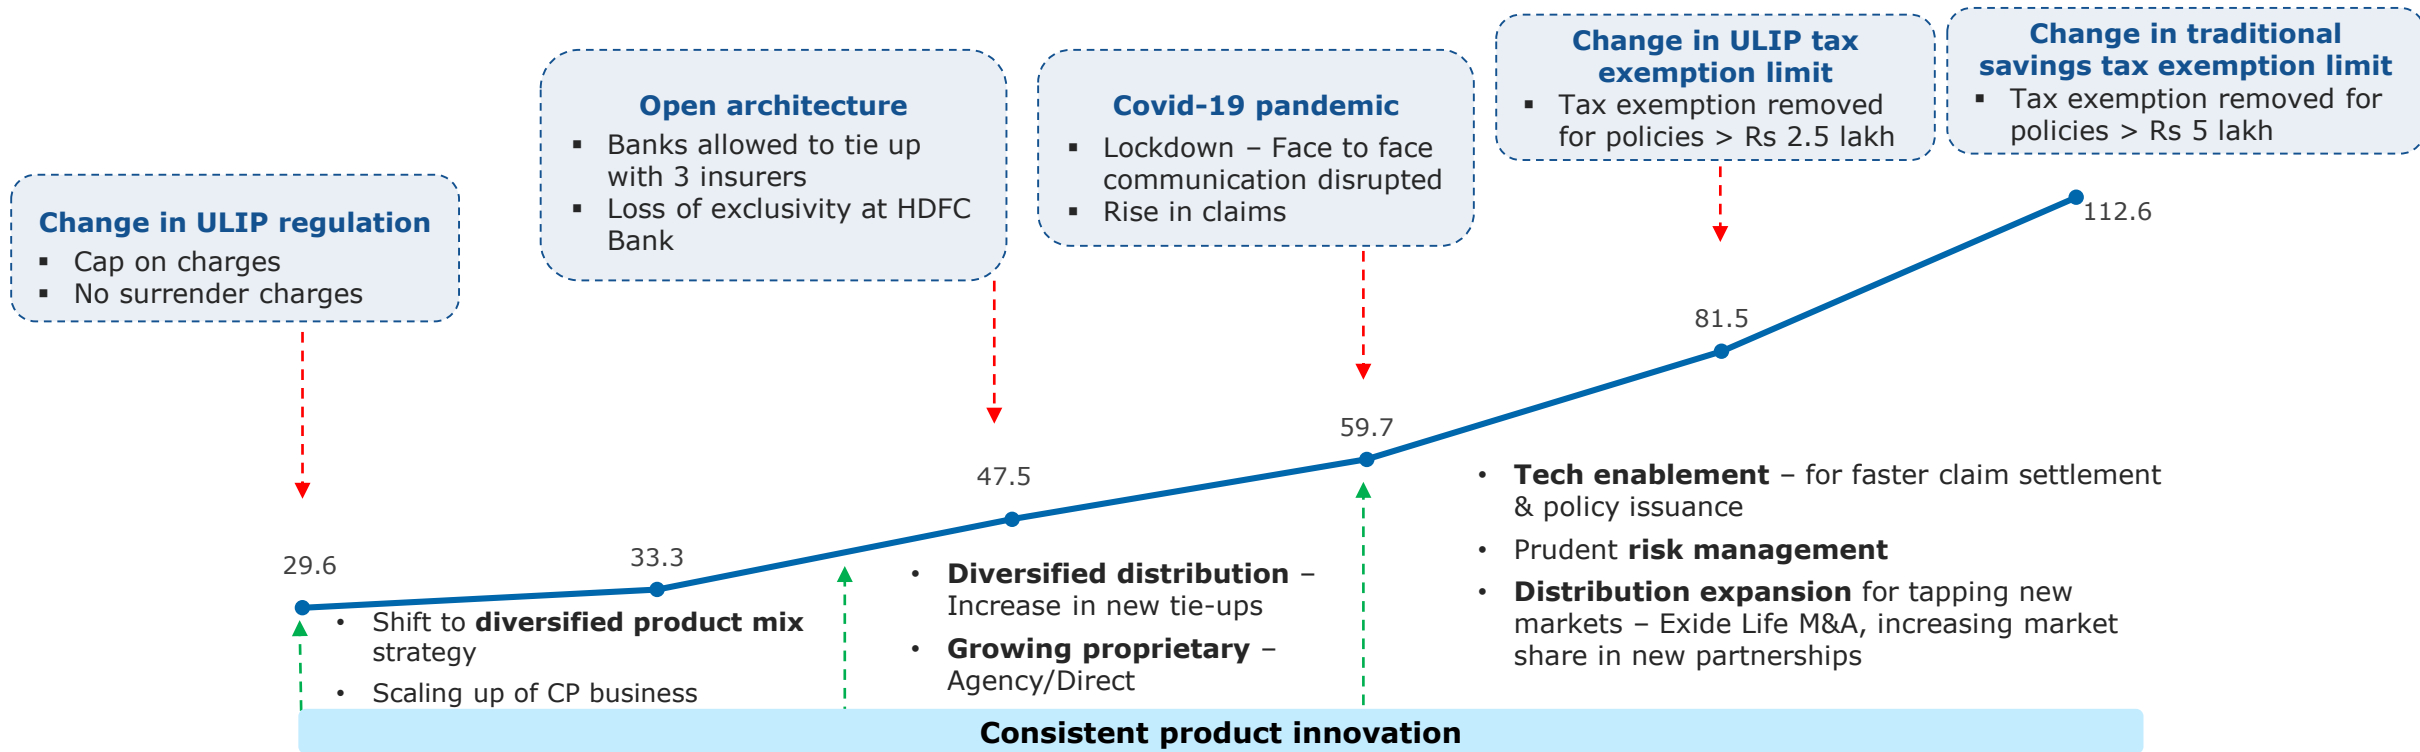 Change in ULIP regulation
▪ Cap on charges
▪ No surrender charges
Open architecture
▪ Banks allowed to tie up
with 3 insurers
▪ Loss of exclusivity at HDFC
Bank
Covid-19 pandemic
▪ Lockdown – Face to face
communication disrupted
▪ Rise in claims
Change in ULIP tax
exemption limit
▪ Tax exemption removed
for policies > Rs 2.5 lakh
Change in traditional
savings tax exemption limit
▪ Tax exemption removed for
policies > Rs 5 lakh
29.6
33.3
47.5
59.7
81.5
112.6
• Shift to diversified product mix
strategy
• Scaling up of CP business
• Diversified distribution –
Increase in new tie-ups
• Growing proprietary –
Agency/Direct
• Tech enablement – for faster claim settlement
& policy issuance
• Prudent risk management
• Distribution expansion for tapping new
markets – Exide Life M&A, increasing market
share in new partnerships
Consistent product innovation